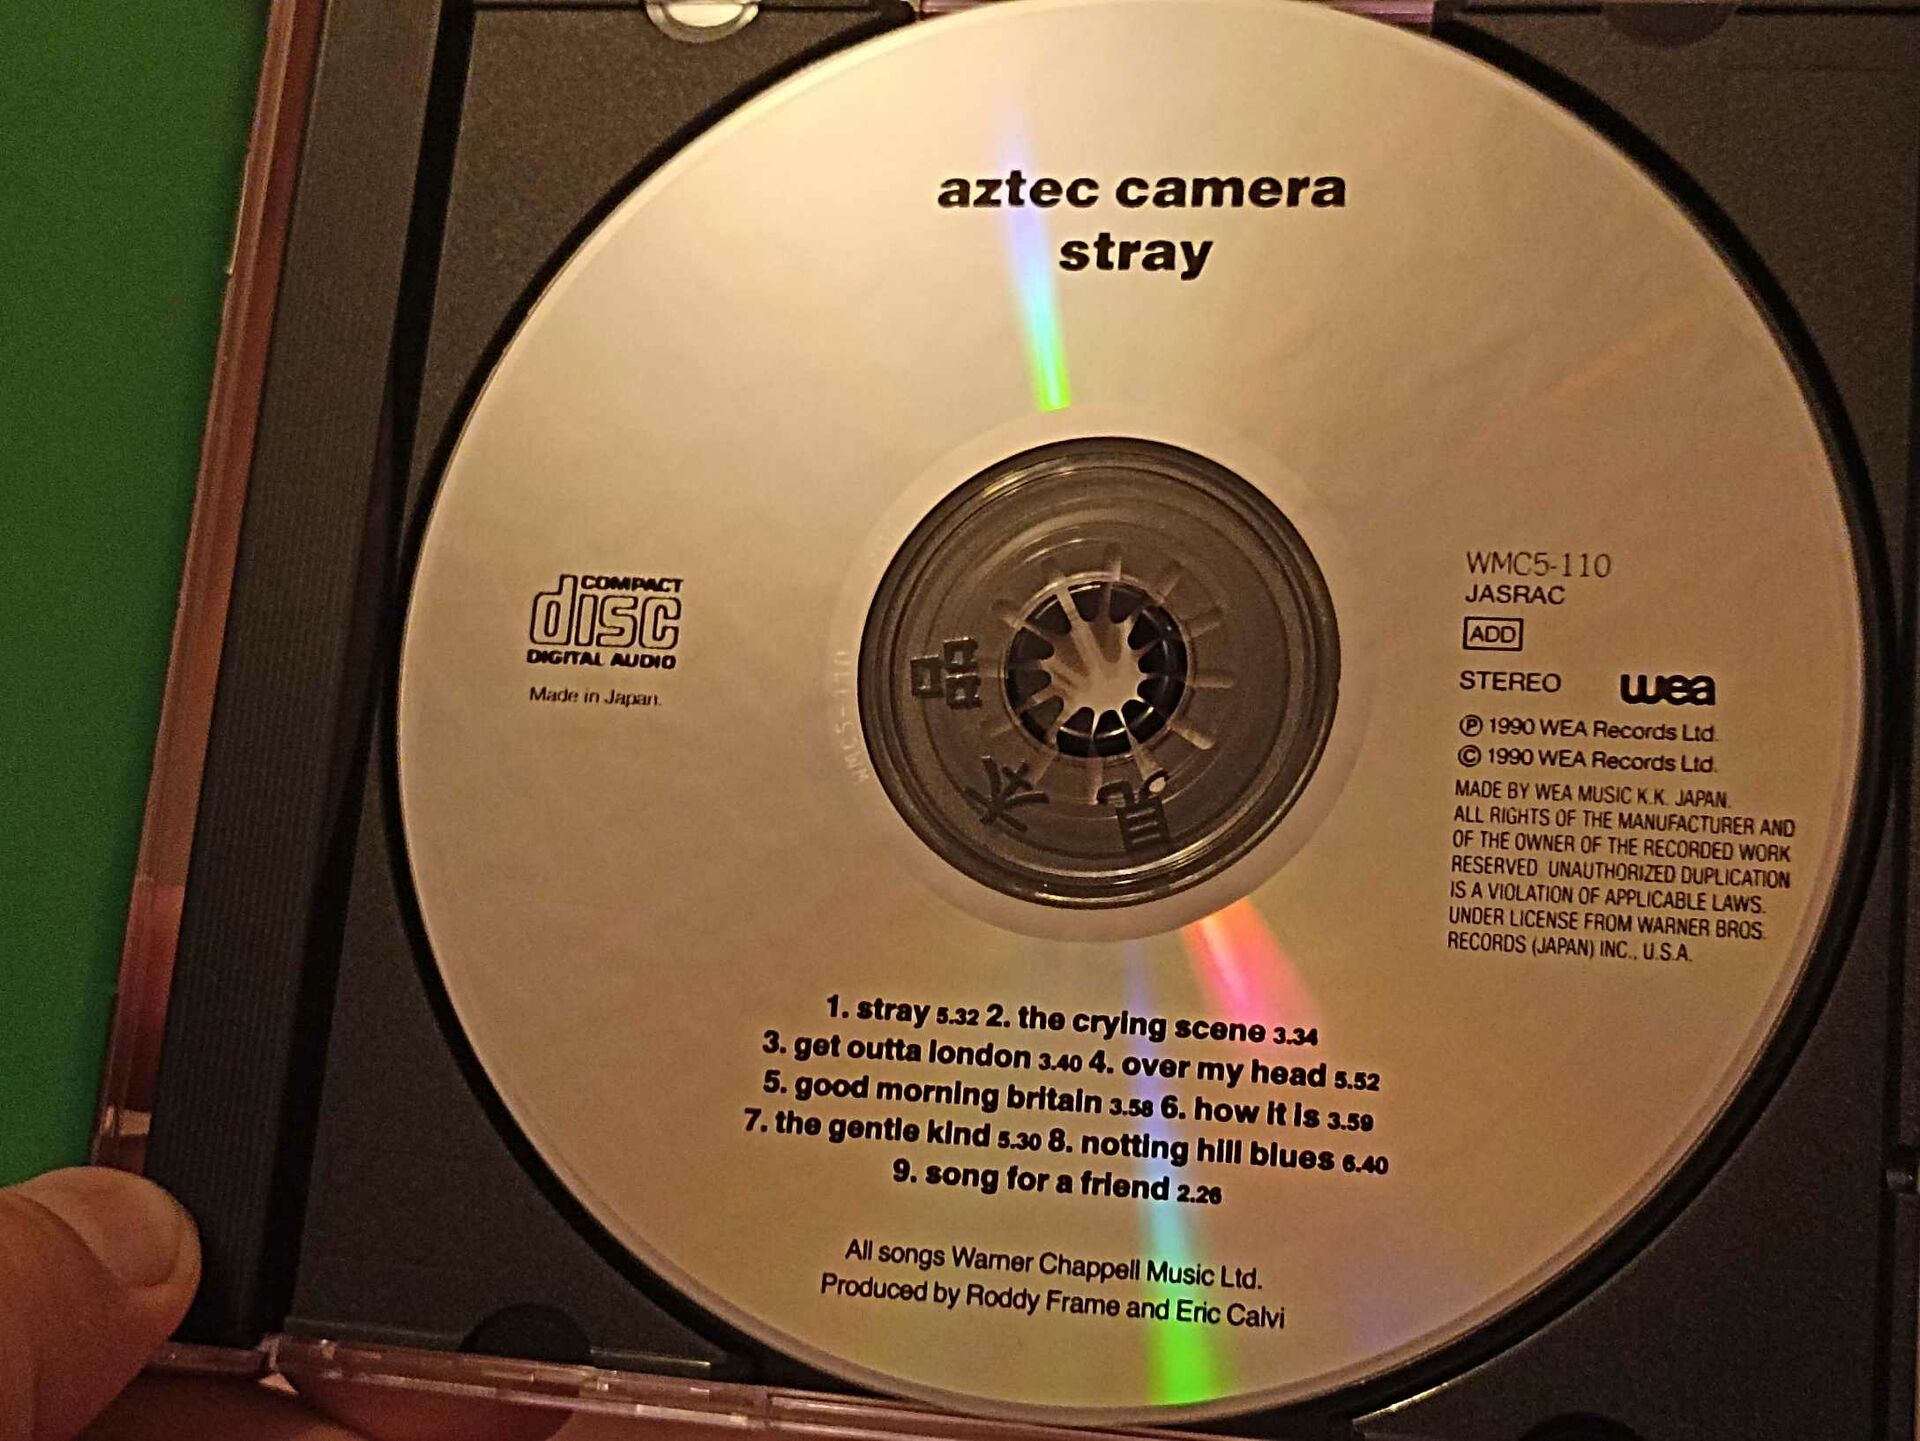 aztec camera
stray
COMPACT
disc
DIGITAL AUDIO
Made in Japan.
WMC5-110
JASRAC
ADD
STEREO wea
℗ 1990 WEA Records Ltd.
© 1990 WEA Records Ltd.
MADE BY WEA MUSIC K.K. JAPAN.
ALL RIGHTS OF THE MANUFACTURER AND
OF THE OWNER OF THE RECORDED WORK
RESERVED. UNAUTHORIZED DUPLICATION
IS A VIOLATION OF APPLICABLE LAWS.
UNDER LICENSE FROM WARNER BROS.
RECORDS (JAPAN) INC., U.S.A.
1. stray 5.32 2. the crying scene 3.34
3. get outta london 3.40 4. over my head 5.52
5. good morning britain 3.58 6. how it is 3.59
7. the gentle kind 5.30 8. notting hill blues 6.40
9. song for a friend 2.26
All songs Warner Chappell Music Ltd.
Produced by Roddy Frame and Eric Calvi